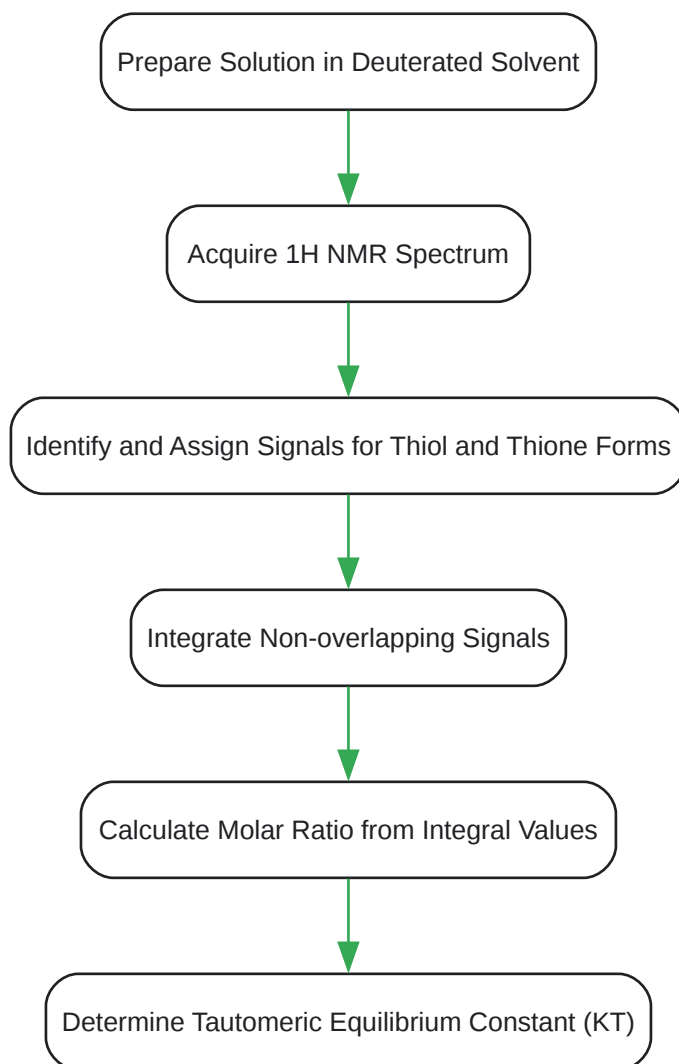 Prepare Solution in Deuterated Solvent
Acquire 1H NMR Spectrum
Identify and Assign Signals for Thiol and Thione Forms
Integrate Non-overlapping Signals
Calculate Molar Ratio from Integral Values
Determine Tautomeric Equilibrium Constant (KT)